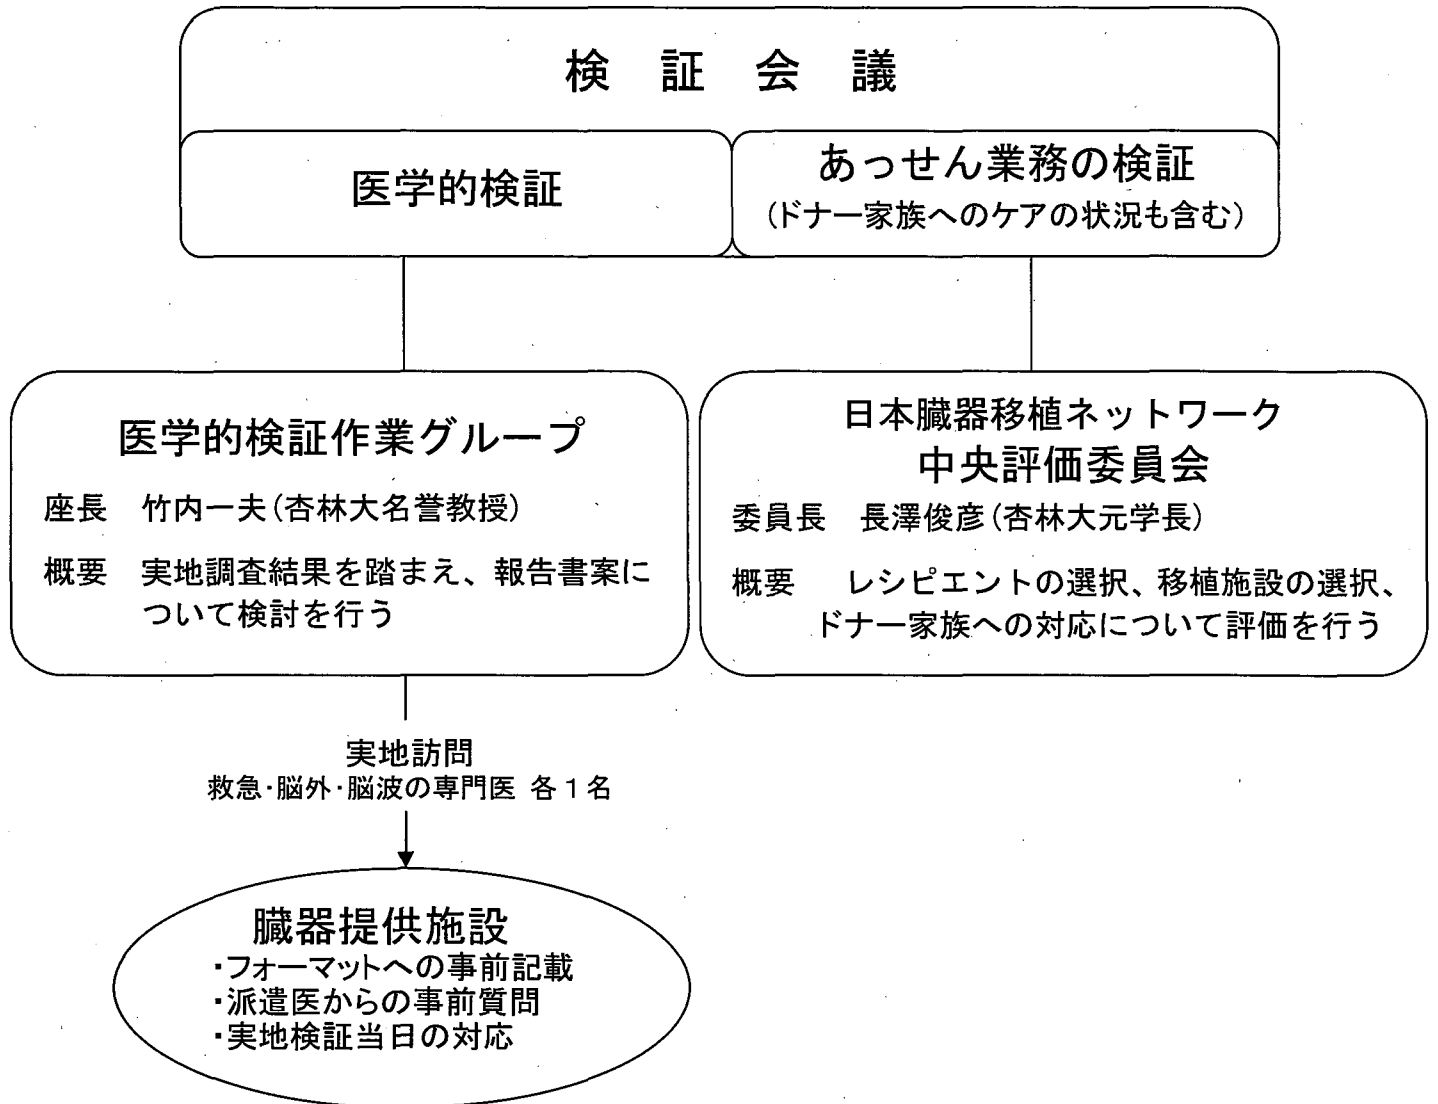 検 証 会 議
医学的検証
あっせん業務の検証
(ドナー家族へのケアの状況も含む)
医学的検証作業グループ
座長 竹内一夫(杏林大名誉教授)
概要 実地調査結果を踏まえ、報告書案に
ついて検討を行う
日本臓器移植ネットワーク
中央評価委員会
委員長 長澤俊彦(杏林大元学長)
概要 レシピエントの選択、移植施設の選択、
ドナー家族への対応について評価を行う
実地訪問
救急・脳外・脳波の専門医 各1名
臓器提供施設
・フォーマットへの事前記載
・派遣医からの事前質問
・実地検証当日の対応